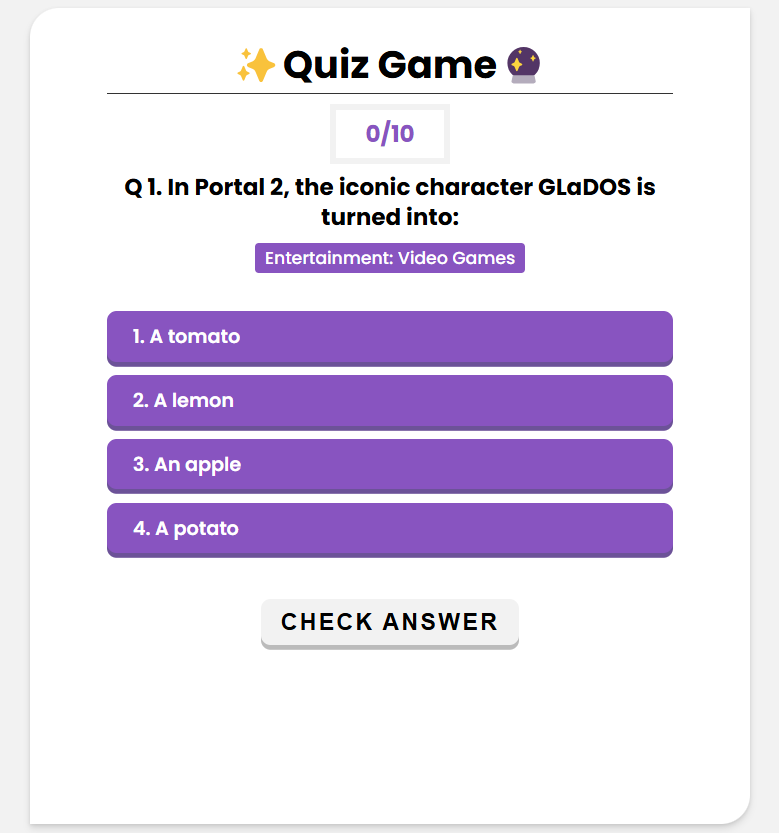 ✨ Quiz Game 🔮
0/10
Q 1. In Portal 2, the iconic character GLaDOS is
turned into:
Entertainment: Video Games
1. A tomato
2. A lemon
3. An apple
4. A potato
CHECK ANSWER